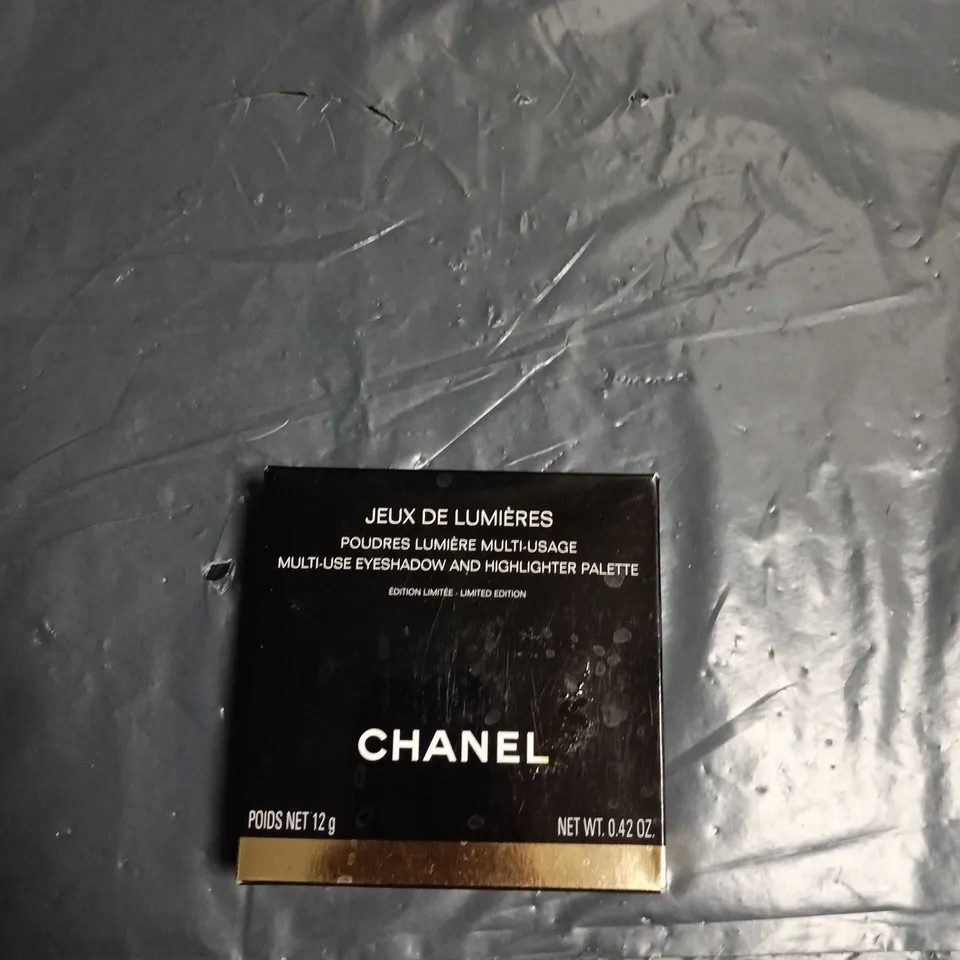 JEUX DE LUMIÈRES
POUDRES LUMIÈRE MULTI-USAGE
MULTI-USE EYESHADOW AND HIGHLIGHTER PALETTE
ÉDITION LIMITÉE - LIMITED EDITION
CHANEL
POIDS NET 12 g NET WT. 0.42 OZ.